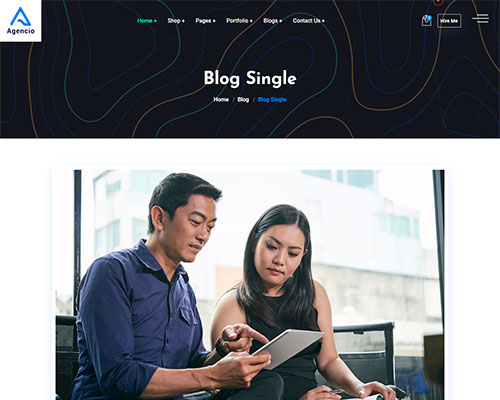 Agencio
Home + Shop + Pages + Portfolio + Blogs + Contact Us +
Hire Me
Blog Single
Home / Blog / Blog Single